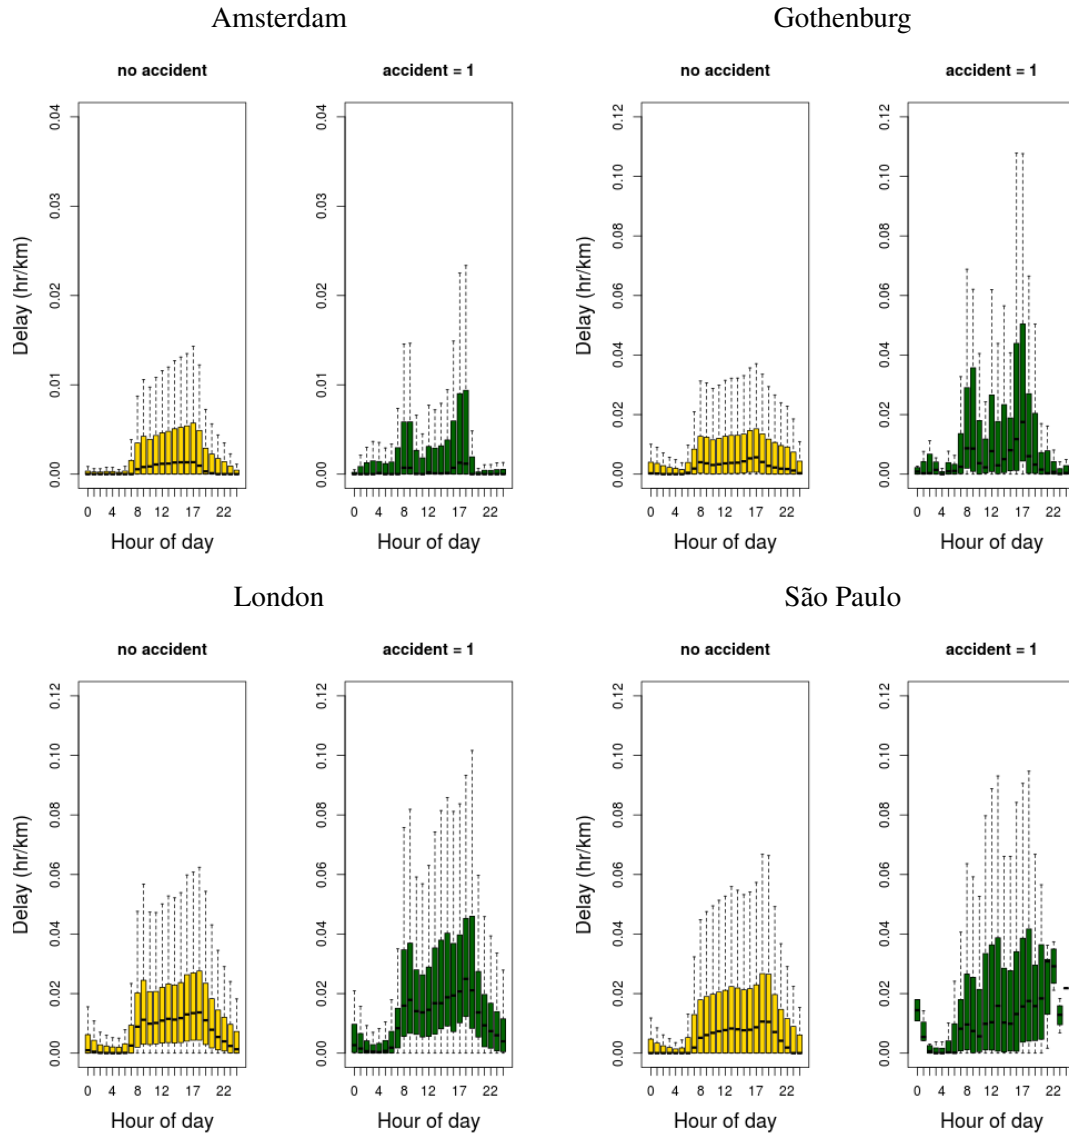 Amsterdam
Gothenburg
no accident
accident = 1
no accident
accident = 1
Delay (hr/km)
0.00 0.01 0.02 0.03 0.04
0 4 8 12 17 22
Hour of day
0.00 0.01 0.02 0.03 0.04
0 4 8 12 17 22
Hour of day
Delay (hr/km)
0.00 0.02 0.04 0.06 0.08 0.10 0.12
0 4 8 12 17 22
Hour of day
0.00 0.02 0.04 0.06 0.08 0.10 0.12
0 4 8 12 17 22
Hour of day
London
São Paulo
no accident
accident = 1
no accident
accident = 1
Delay (hr/km)
0.00 0.02 0.04 0.06 0.08 0.10 0.12
0 4 8 12 17 22
Hour of day
0.00 0.02 0.04 0.06 0.08 0.10 0.12
0 4 8 12 17 22
Hour of day
Delay (hr/km)
0.00 0.02 0.04 0.06 0.08 0.10 0.12
0 4 8 12 17 22
Hour of day
0.00 0.02 0.04 0.06 0.08 0.10 0.12
0 4 8 12 17 22
Hour of day